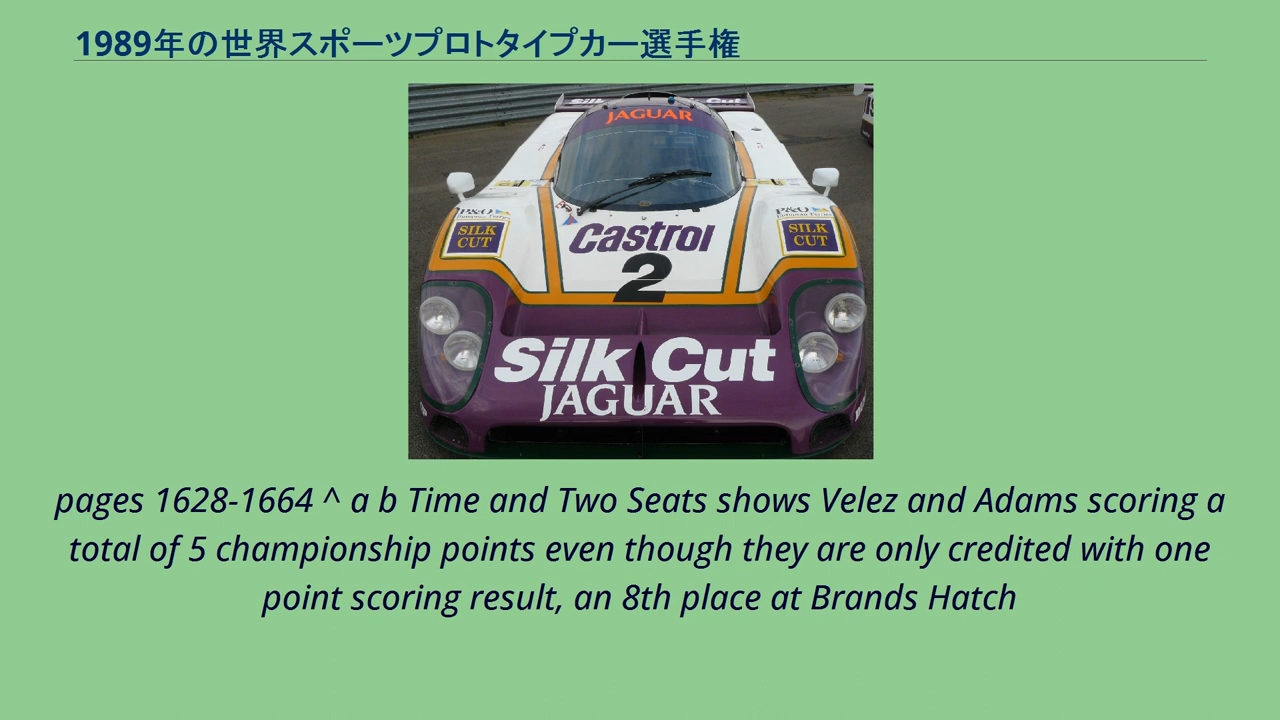 1989年の世界スポーツプロトタイプカー選手権
Silk Cut
JAGUAR
P&O
P&O
SILK
CUT
SILK
CUT
Castrol
2
Silk Cut
JAGUAR
pages 1628-1664 ^ a b Time and Two Seats shows Velez and Adams scoring a
total of 5 championship points even though they are only credited with one
point scoring result, an 8th place at Brands Hatch